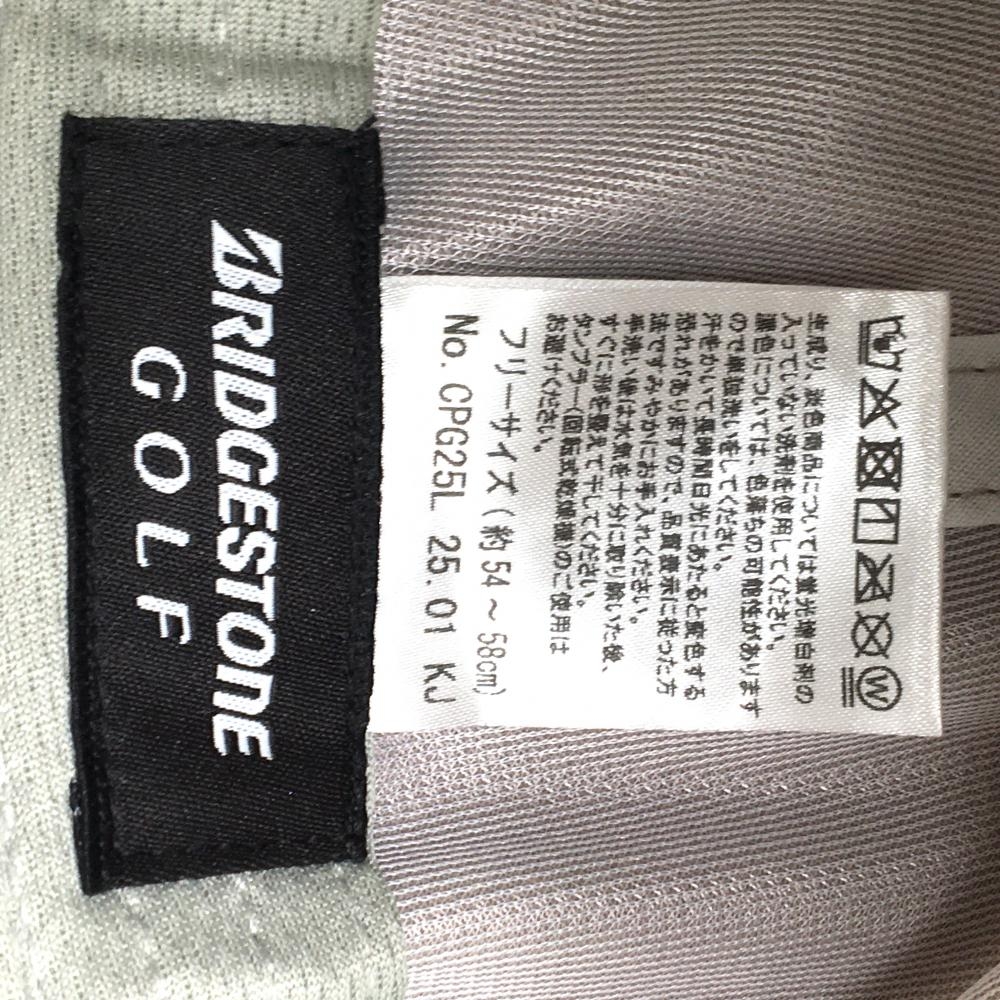 BRIDGESTONE
GOLF
生成り、淡色商品については蛍光増白剤の
入っていない洗剤を使用してください。
濃色については、色落ちの可能性があります
ので単独洗いをしてください。
汗をかいて長時間日光にあたると変色する
恐れがありますので、品質表示に従った方
法ですみやかにお手入れください。
手洗い後は水気を十分に取り除いた後、
すぐに形を整えて干してください。
タンブラー(回転式乾燥機)のご使用は
お避けください。
フリーサイズ(約54～58cm)
No. CPG25L 25.01 KJ
W